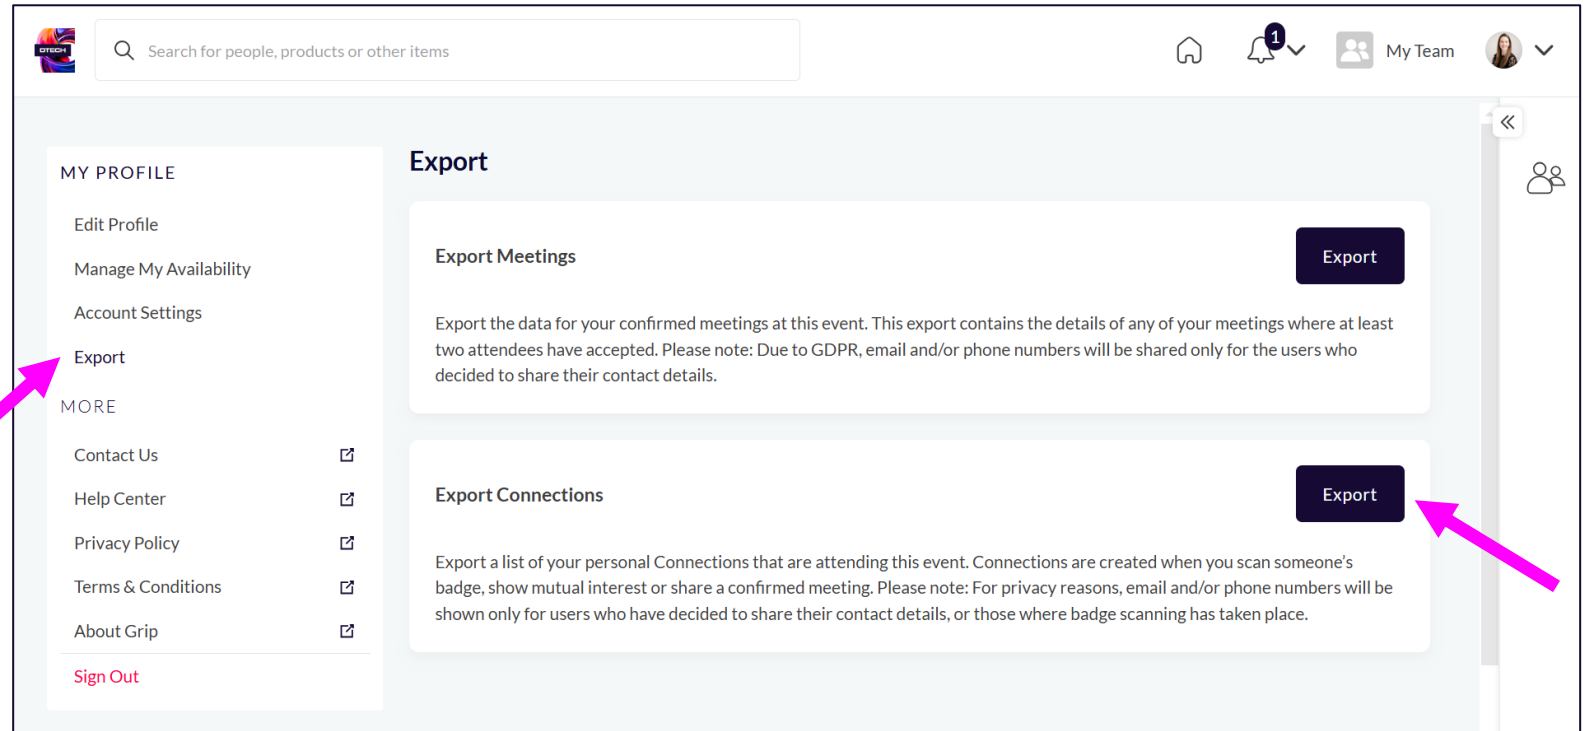 DTECH
Search for people, products or other items
1
My Team
MY PROFILE
Edit Profile
Manage My Availability
Account Settings
Export
MORE
Contact Us
Help Center
Privacy Policy
Terms & Conditions
About Grip
Sign Out
Export
Export Meetings
Export
Export the data for your confirmed meetings at this event. This export contains the details of any of your meetings where at least
two attendees have accepted. Please note: Due to GDPR, email and/or phone numbers will be shared only for the users who
decided to share their contact details.
Export Connections
Export
Export a list of your personal Connections that are attending this event. Connections are created when you scan someone's
badge, show mutual interest or share a confirmed meeting. Please note: For privacy reasons, email and/or phone numbers will be
shown only for users who have decided to share their contact details, or those where badge scanning has taken place.